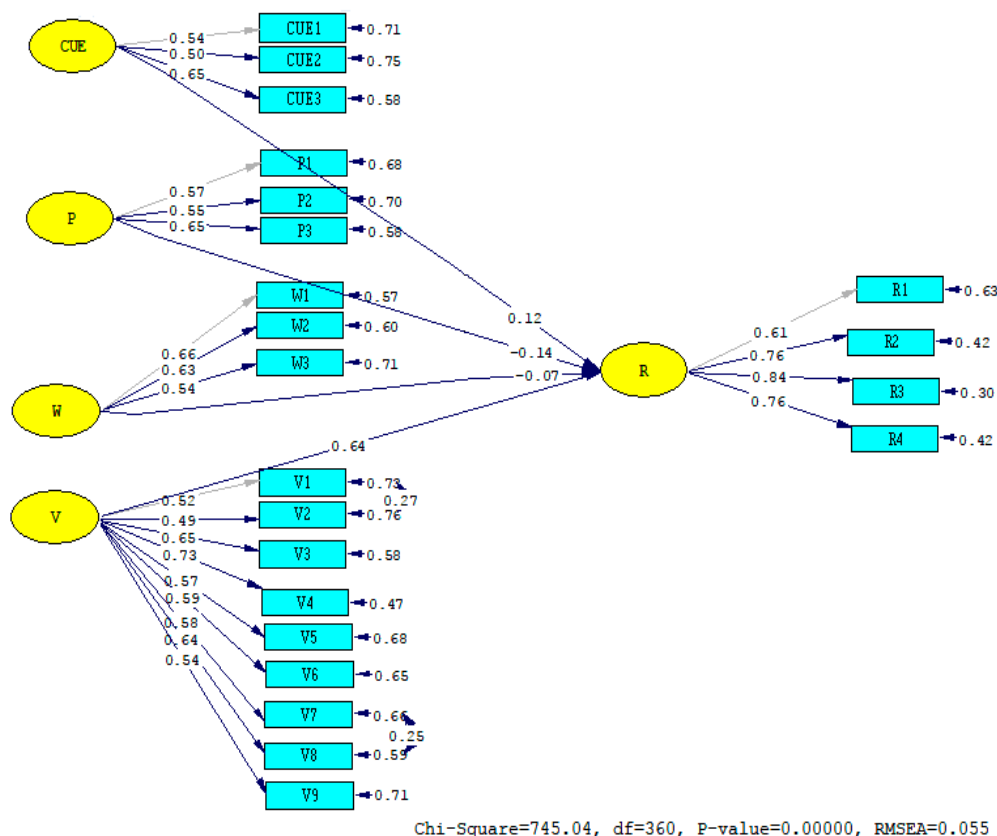 CUE
0.54
CUE1
0.71
0.50
CUE2
0.75
0.65
CUE3
0.58
P
0.57
P1
0.68
0.55
P2
0.70
0.65
P3
0.58
W
0.66
W1
0.57
0.63
W2
0.60
0.54
W3
0.71
0.12
-0.14
-0.07
0.64
R
0.61
R1
0.63
0.76
R2
0.42
0.84
R3
0.30
0.76
R4
0.42
V
0.52
V1
0.73
0.27
0.49
V2
0.76
0.65
V3
0.58
0.73
V4
0.47
0.57
V5
0.68
0.59
V6
0.65
0.58
V7
0.66
0.25
0.64
V8
0.59
0.54
V9
0.71
Chi-Square=745.04, df=360, P-value=0.00000, RMSEA=0.055